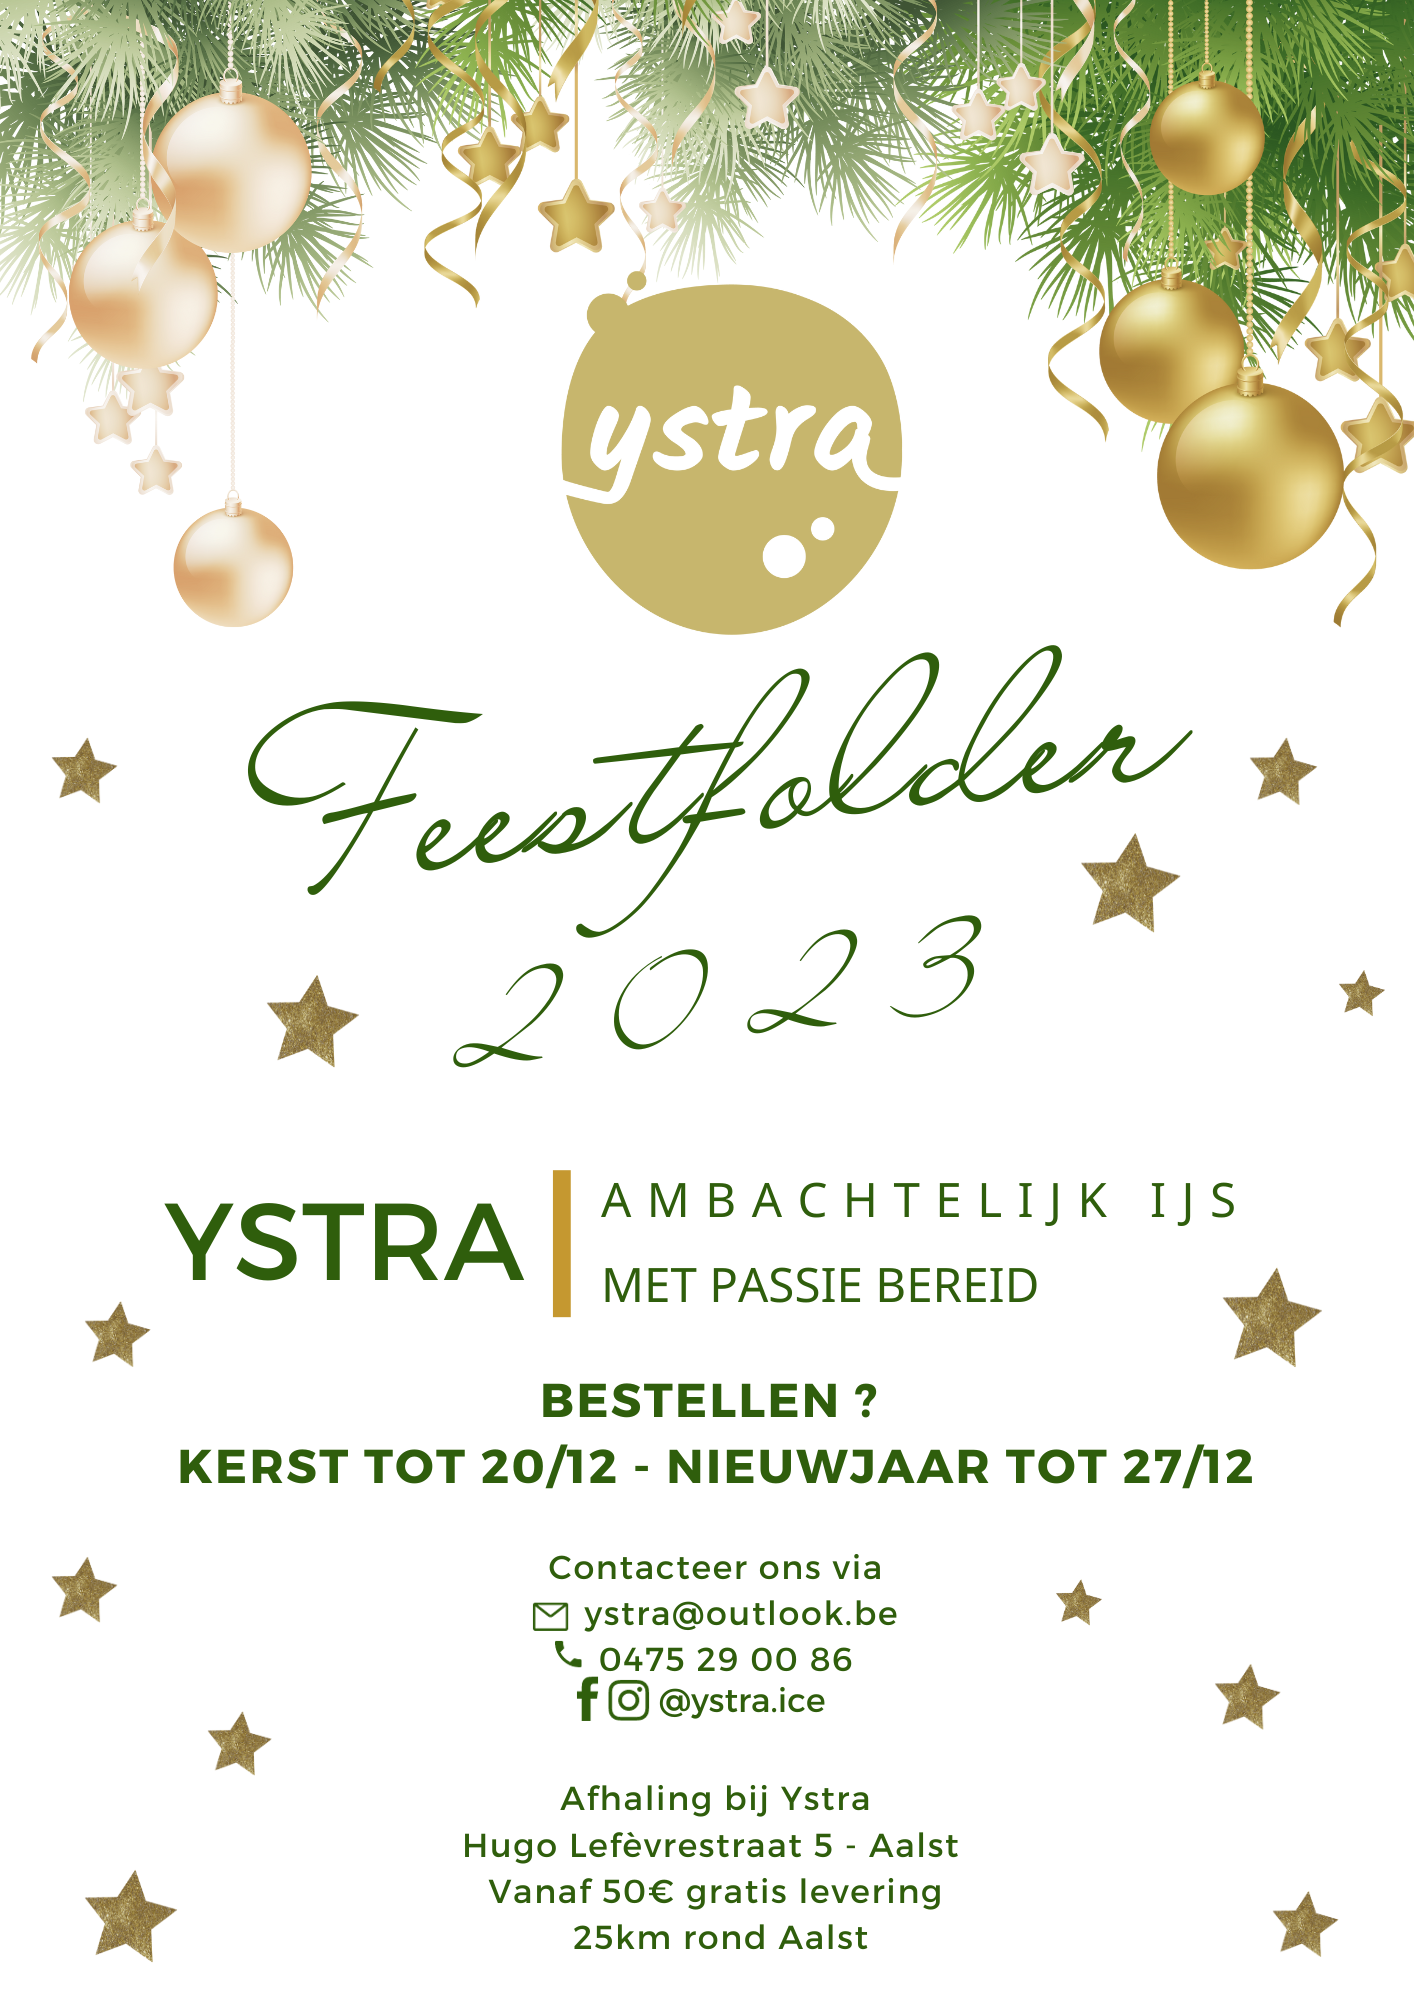 ystra
Feestfolder
2023
YSTRA
AMBACHTELIJK IJS
MET PASSIE BEREID
BESTELLEN ?
KERST TOT 20/12 - NIEUWJAAR TOT 27/12
Contacteer ons via
ystra@outlook.be
0475 29 00 86
@ystra.ice
Afhaling bij Ystra
Hugo Lefèvrestraat 5 - Aalst
Vanaf 50€ gratis levering
25km rond Aalst